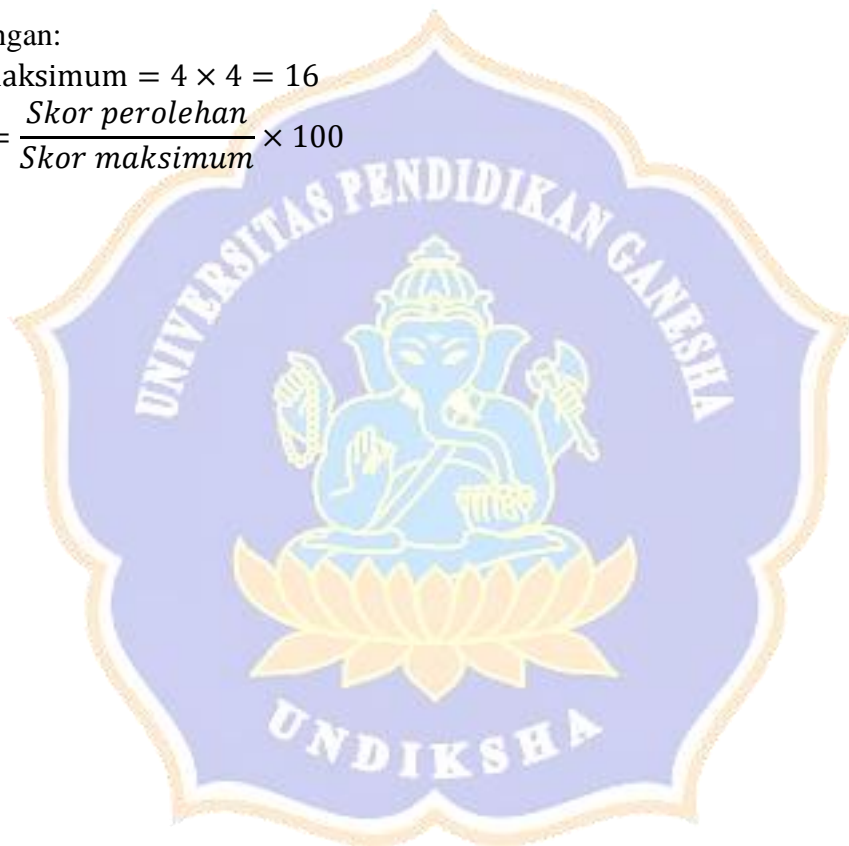 ngan:
aksimum = 4 × 4 = 16
= Skor perolehan / Skor maksimum × 100
UNIVERSITAS PENDIDIKAN GANESHA
UNDIKSHA